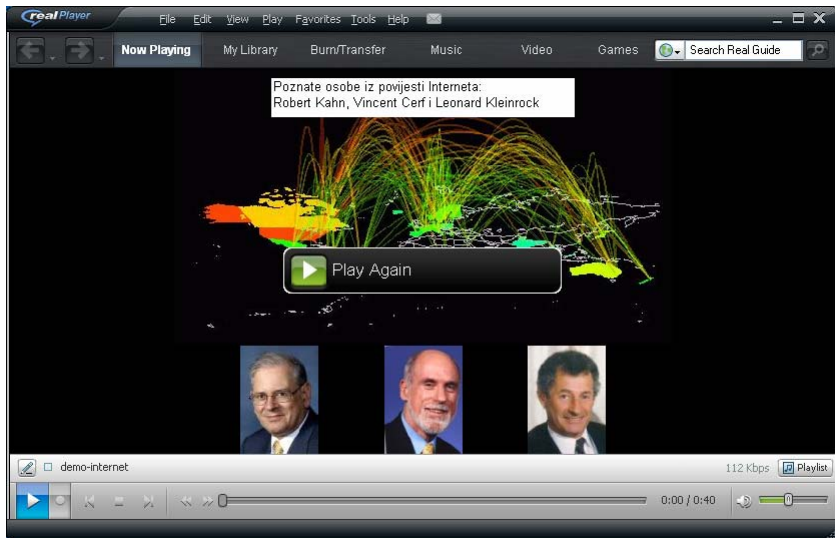 real Player File Edit View Play Favorites Tools Help
Now Playing My Library Burn/Transfer Music Video Games Search Real Guide
Poznate osobe iz povijesti Interneta:
Robert Kahn, Vincent Cerf i Leonard Kleinrock
Play Again
demo-internet 112 Kbps Playlist
0:00 / 0:40